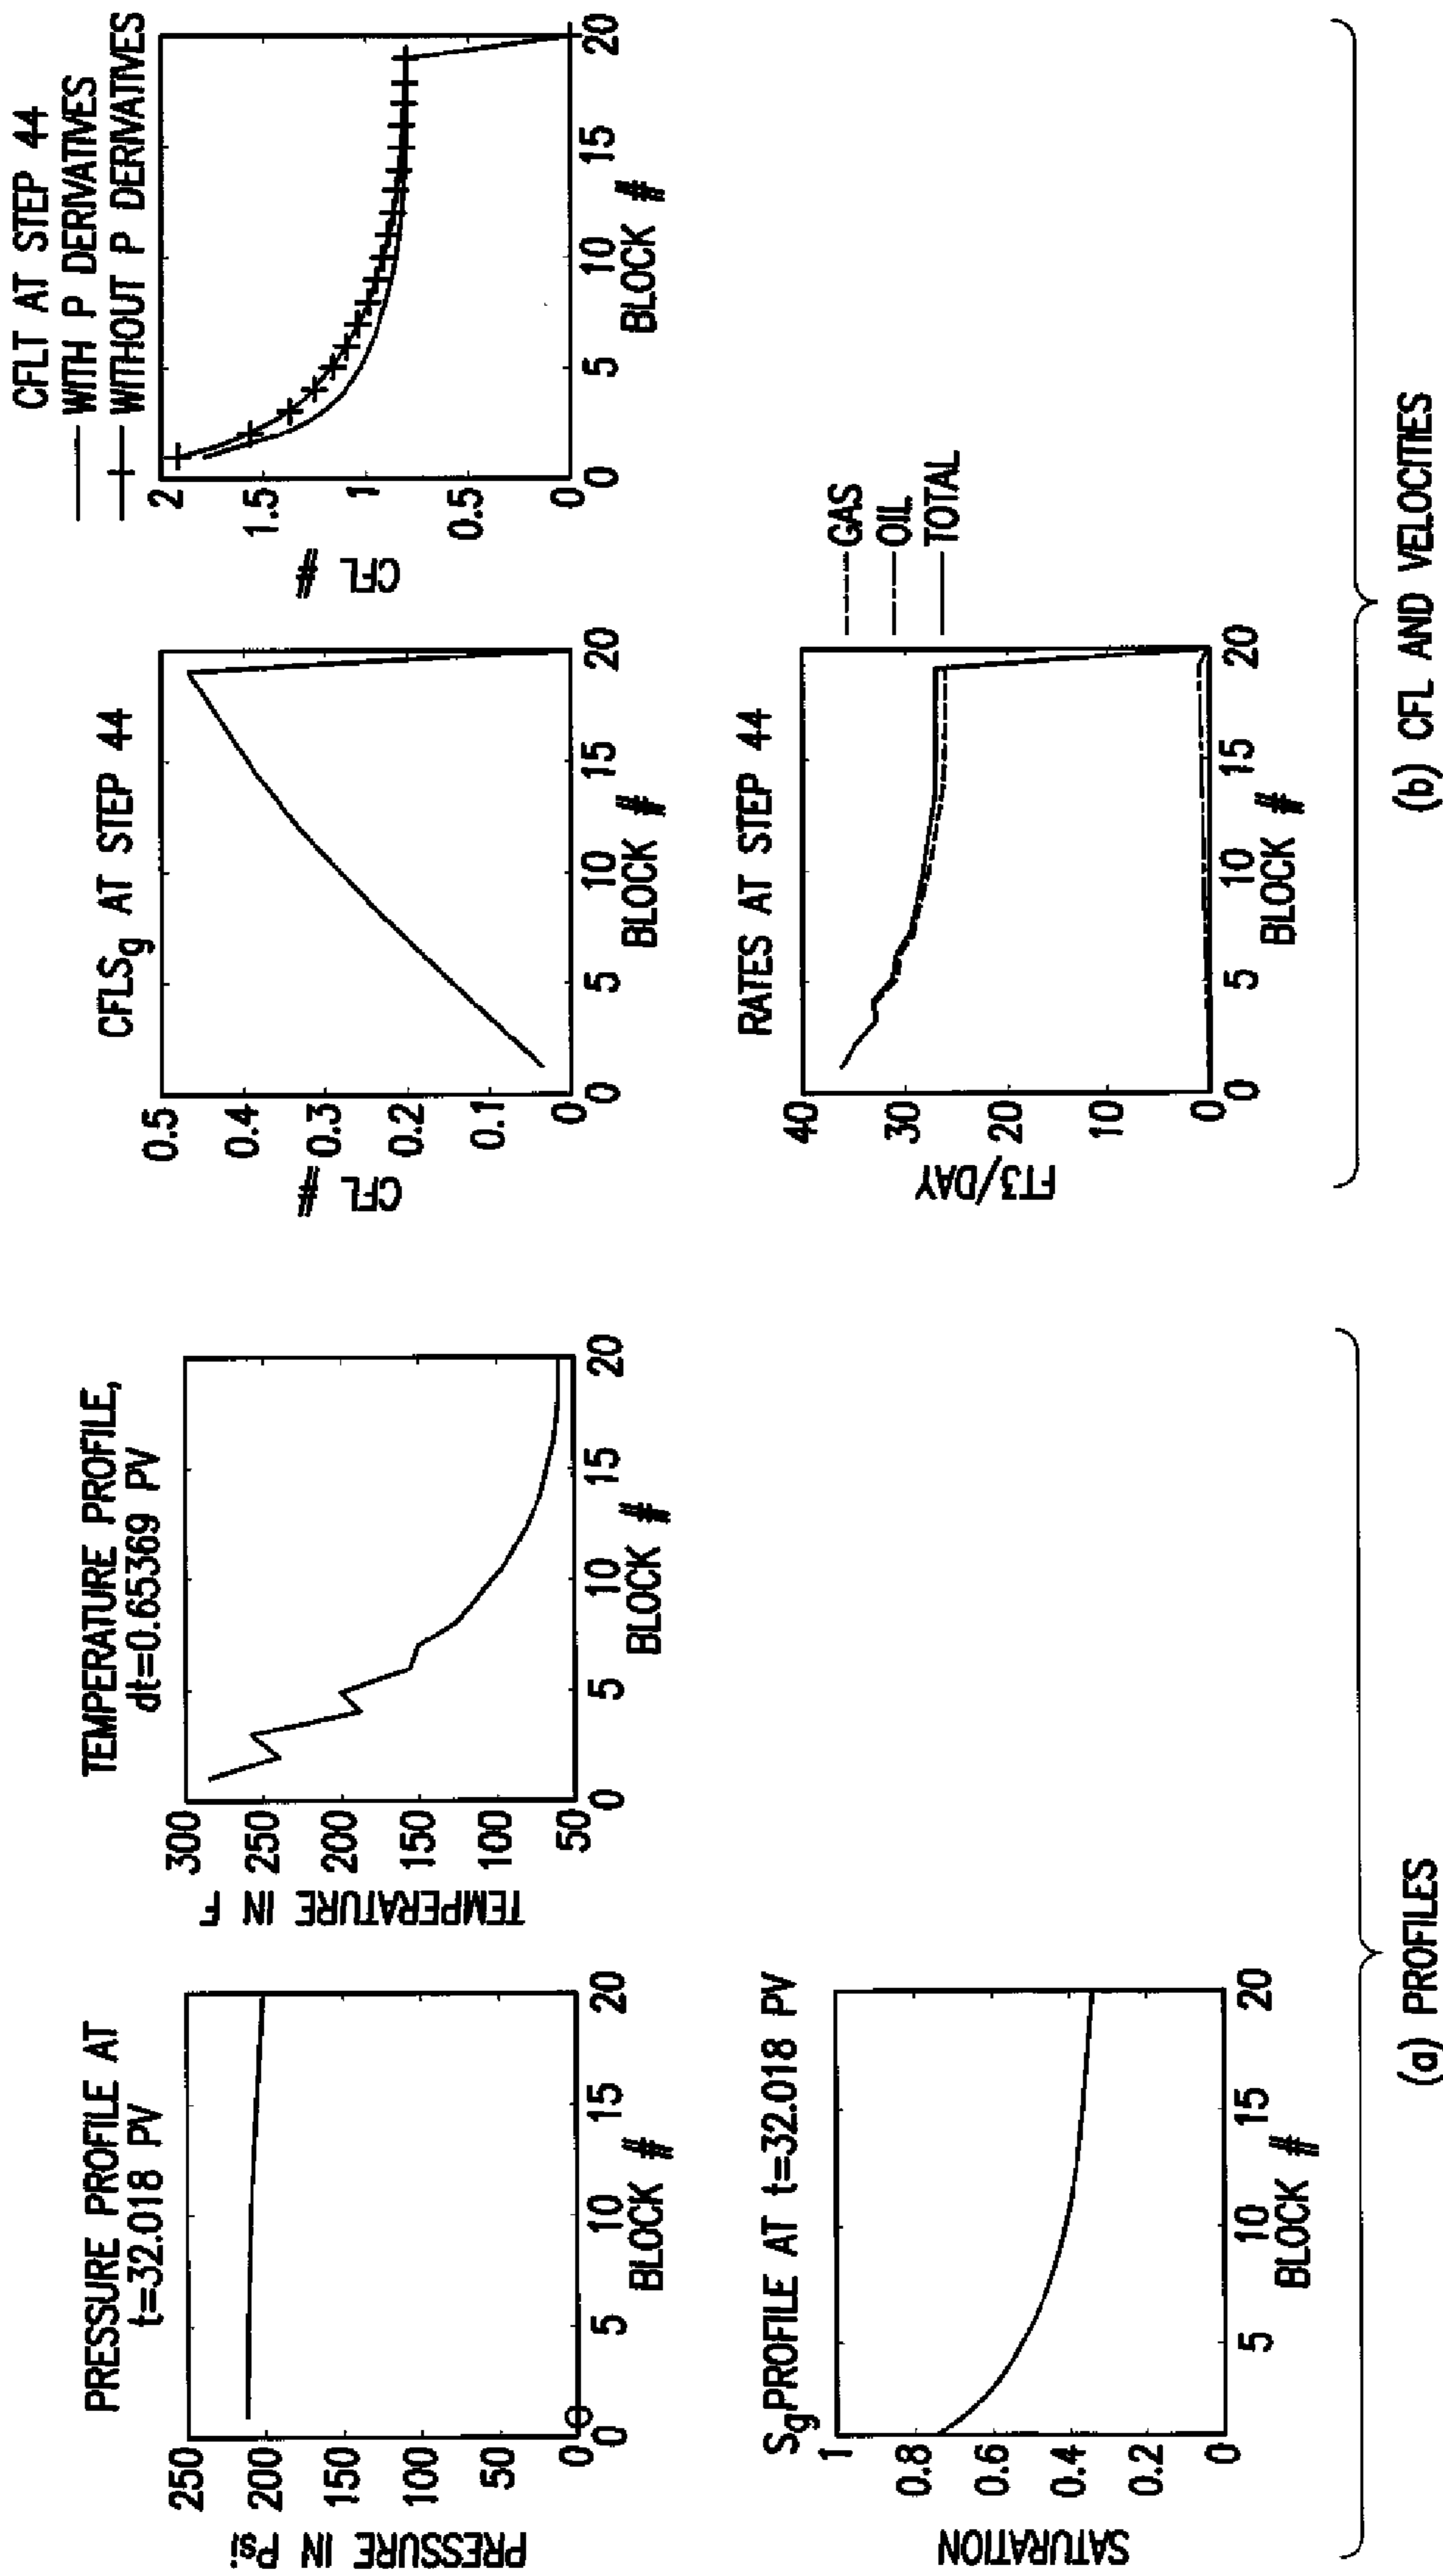 PRESSURE PROFILE AT
t=32.018 PV
PRESSURE IN Psi
250
200
150
100
50
0
0 5 10 15 20
BLOCK #
TEMPERATURE PROFILE,
dt=0.65369 PV
TEMPERATURE IN F
300
250
200
150
100
50
0 5 10 15 20
BLOCK #
Sg PROFILE AT t=32.018 PV
SATURATION
1
0.8
0.6
0.4
0.2
0
5 10 15 20
BLOCK #
(a) PROFILES
CFLSg AT STEP 44
CFL #
0.5
0.4
0.3
0.2
0.1
0
0 5 10 15 20
BLOCK #
CFLT AT STEP 44
WITH P DERIVATIVES
WITHOUT P DERIVATIVES
CFL #
2
1.5
1
0.5
0
0 5 10 15 20
BLOCK #
RATES AT STEP 44
FT3/DAY
40
30
20
10
0
0 5 10 15 20
BLOCK #
GAS
OIL
TOTAL
(b) CFL AND VELOCITIES